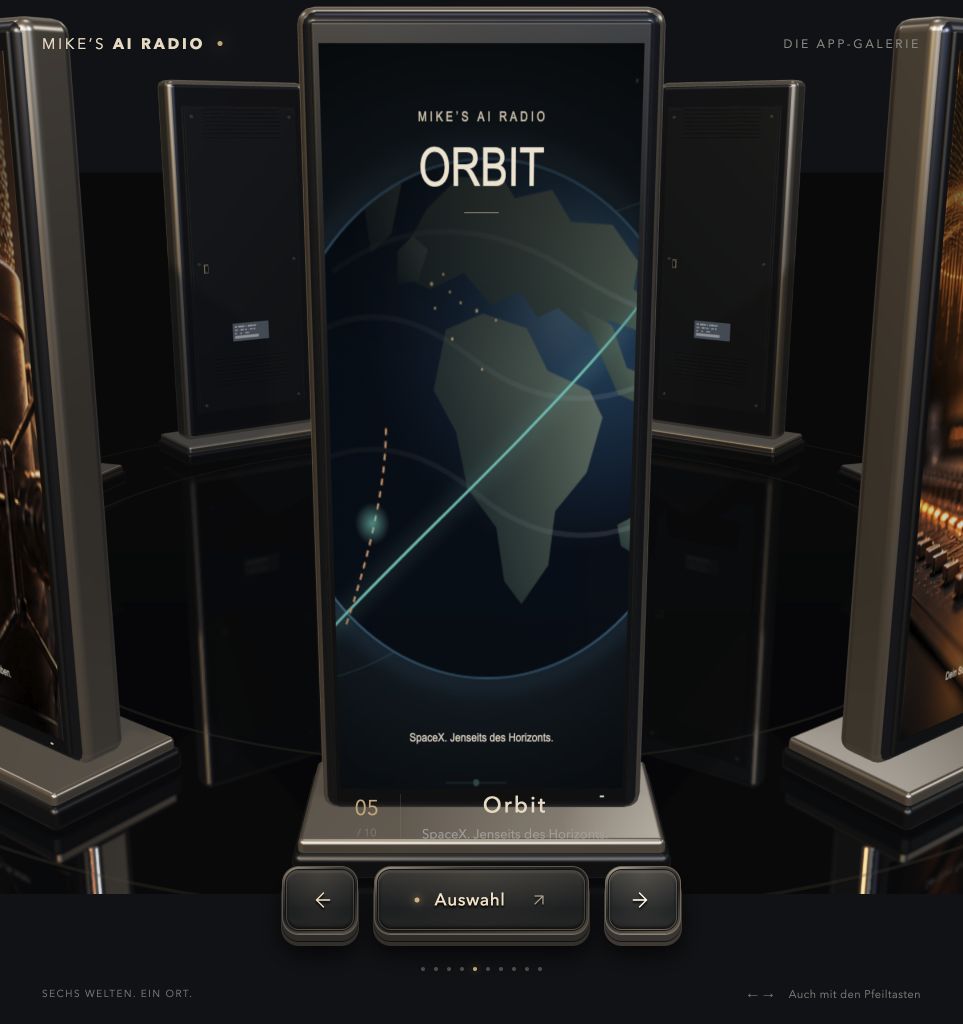 MIKE'S AI RADIO
DIE APP-GALERIE
MIKE'S AI RADIO
ORBIT
SpaceX. Jenseits des Horizonts.
05
/ 10
Orbit
SpaceX. Jenseits des Horizonts.
← Auswahl ↗ →
SECHS WELTEN. EIN ORT.
← → Auch mit den Pfeiltasten